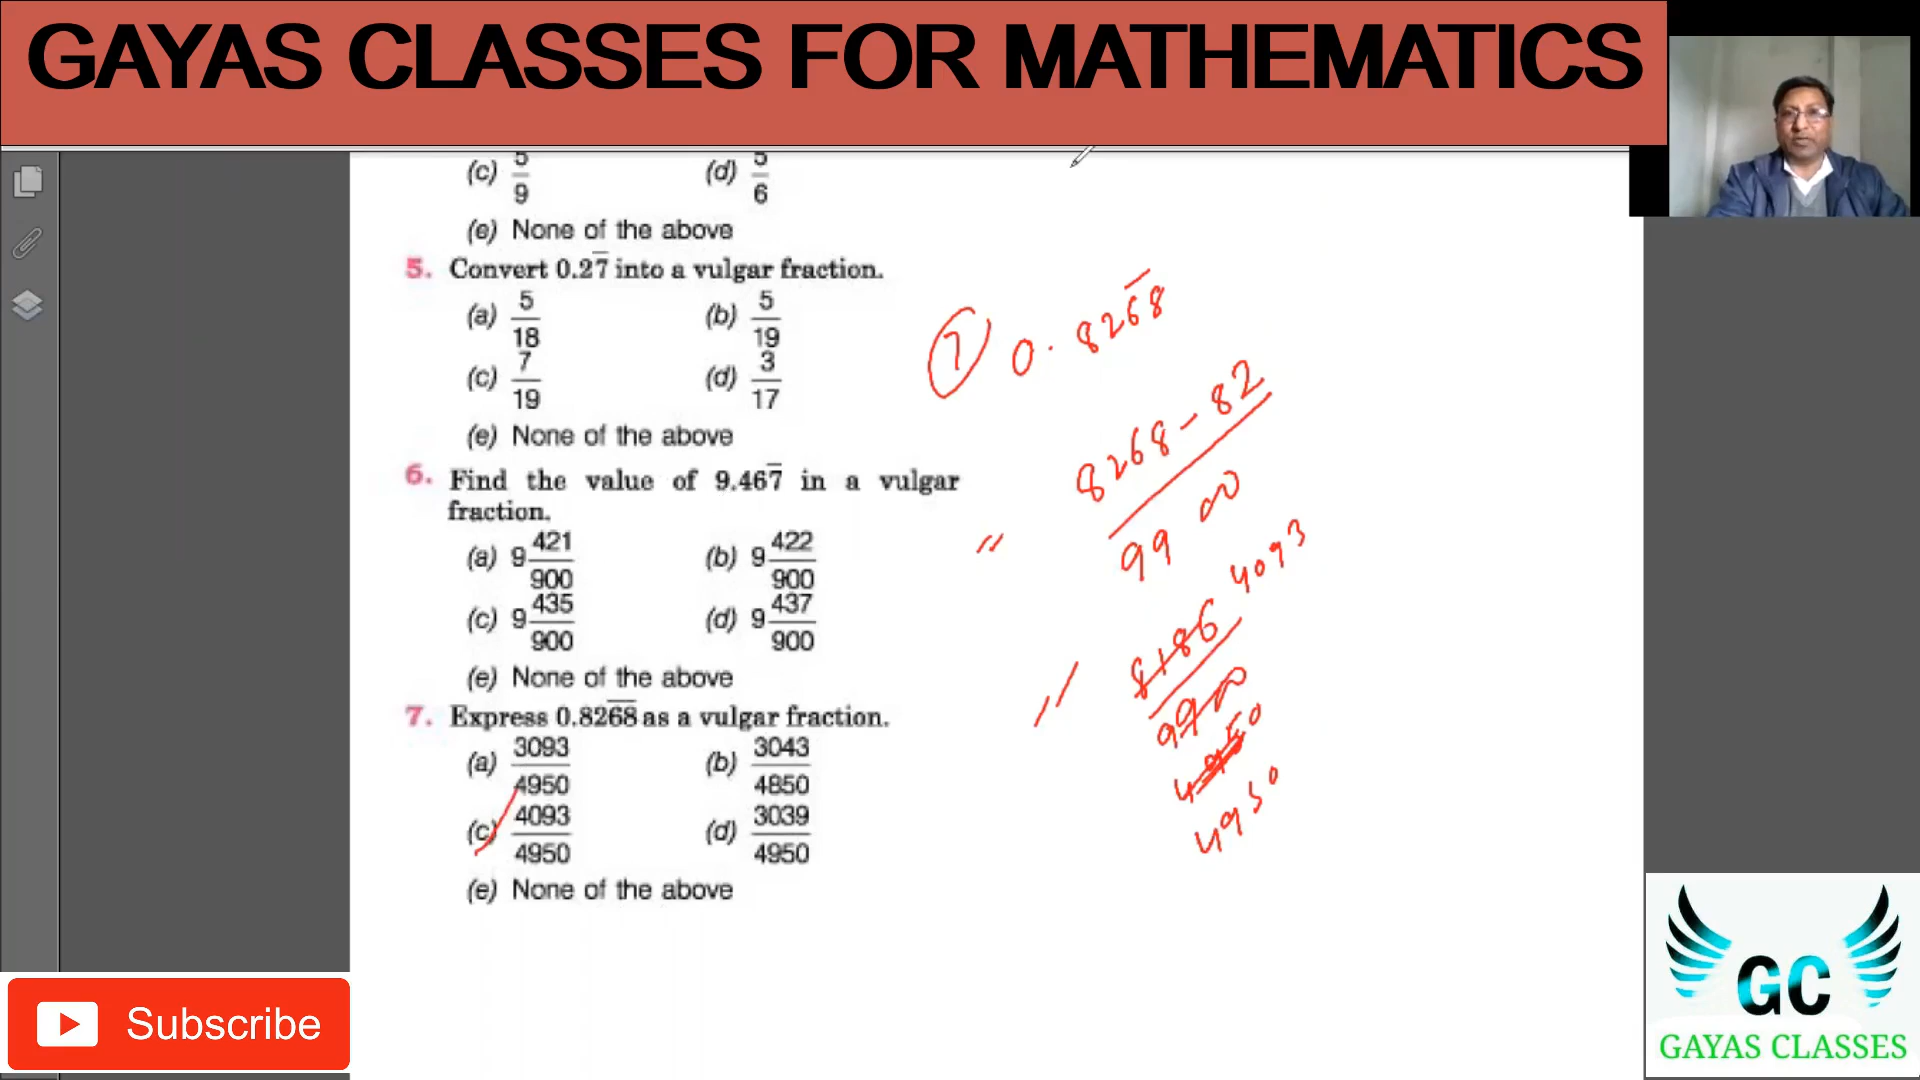 GAYAS CLASSES FOR MATHEMATICS
(c) 5/9 (d) 5/6
(e) None of the above
5. Convert 0.27̅ into a vulgar fraction.
(a) 5/18 (b) 5/19
(c) 7/19 (d) 3/17
(e) None of the above
6. Find the value of 9.467̅ in a vulgar
fraction.
(a) 9 421/900 (b) 9 422/900
(c) 9 435/900 (d) 9 437/900
(e) None of the above
7. Express 0.826̅8̅ as a vulgar fraction.
(a) 3093/4950 (b) 3043/4850
(c) 4093/4950 (d) 3039/4950
(e) None of the above
7 0.826̅8̅
= 8268 - 82
9900
4093
= 8186
9900
4950
4950
Subscribe
GC
GAYAS CLASSES